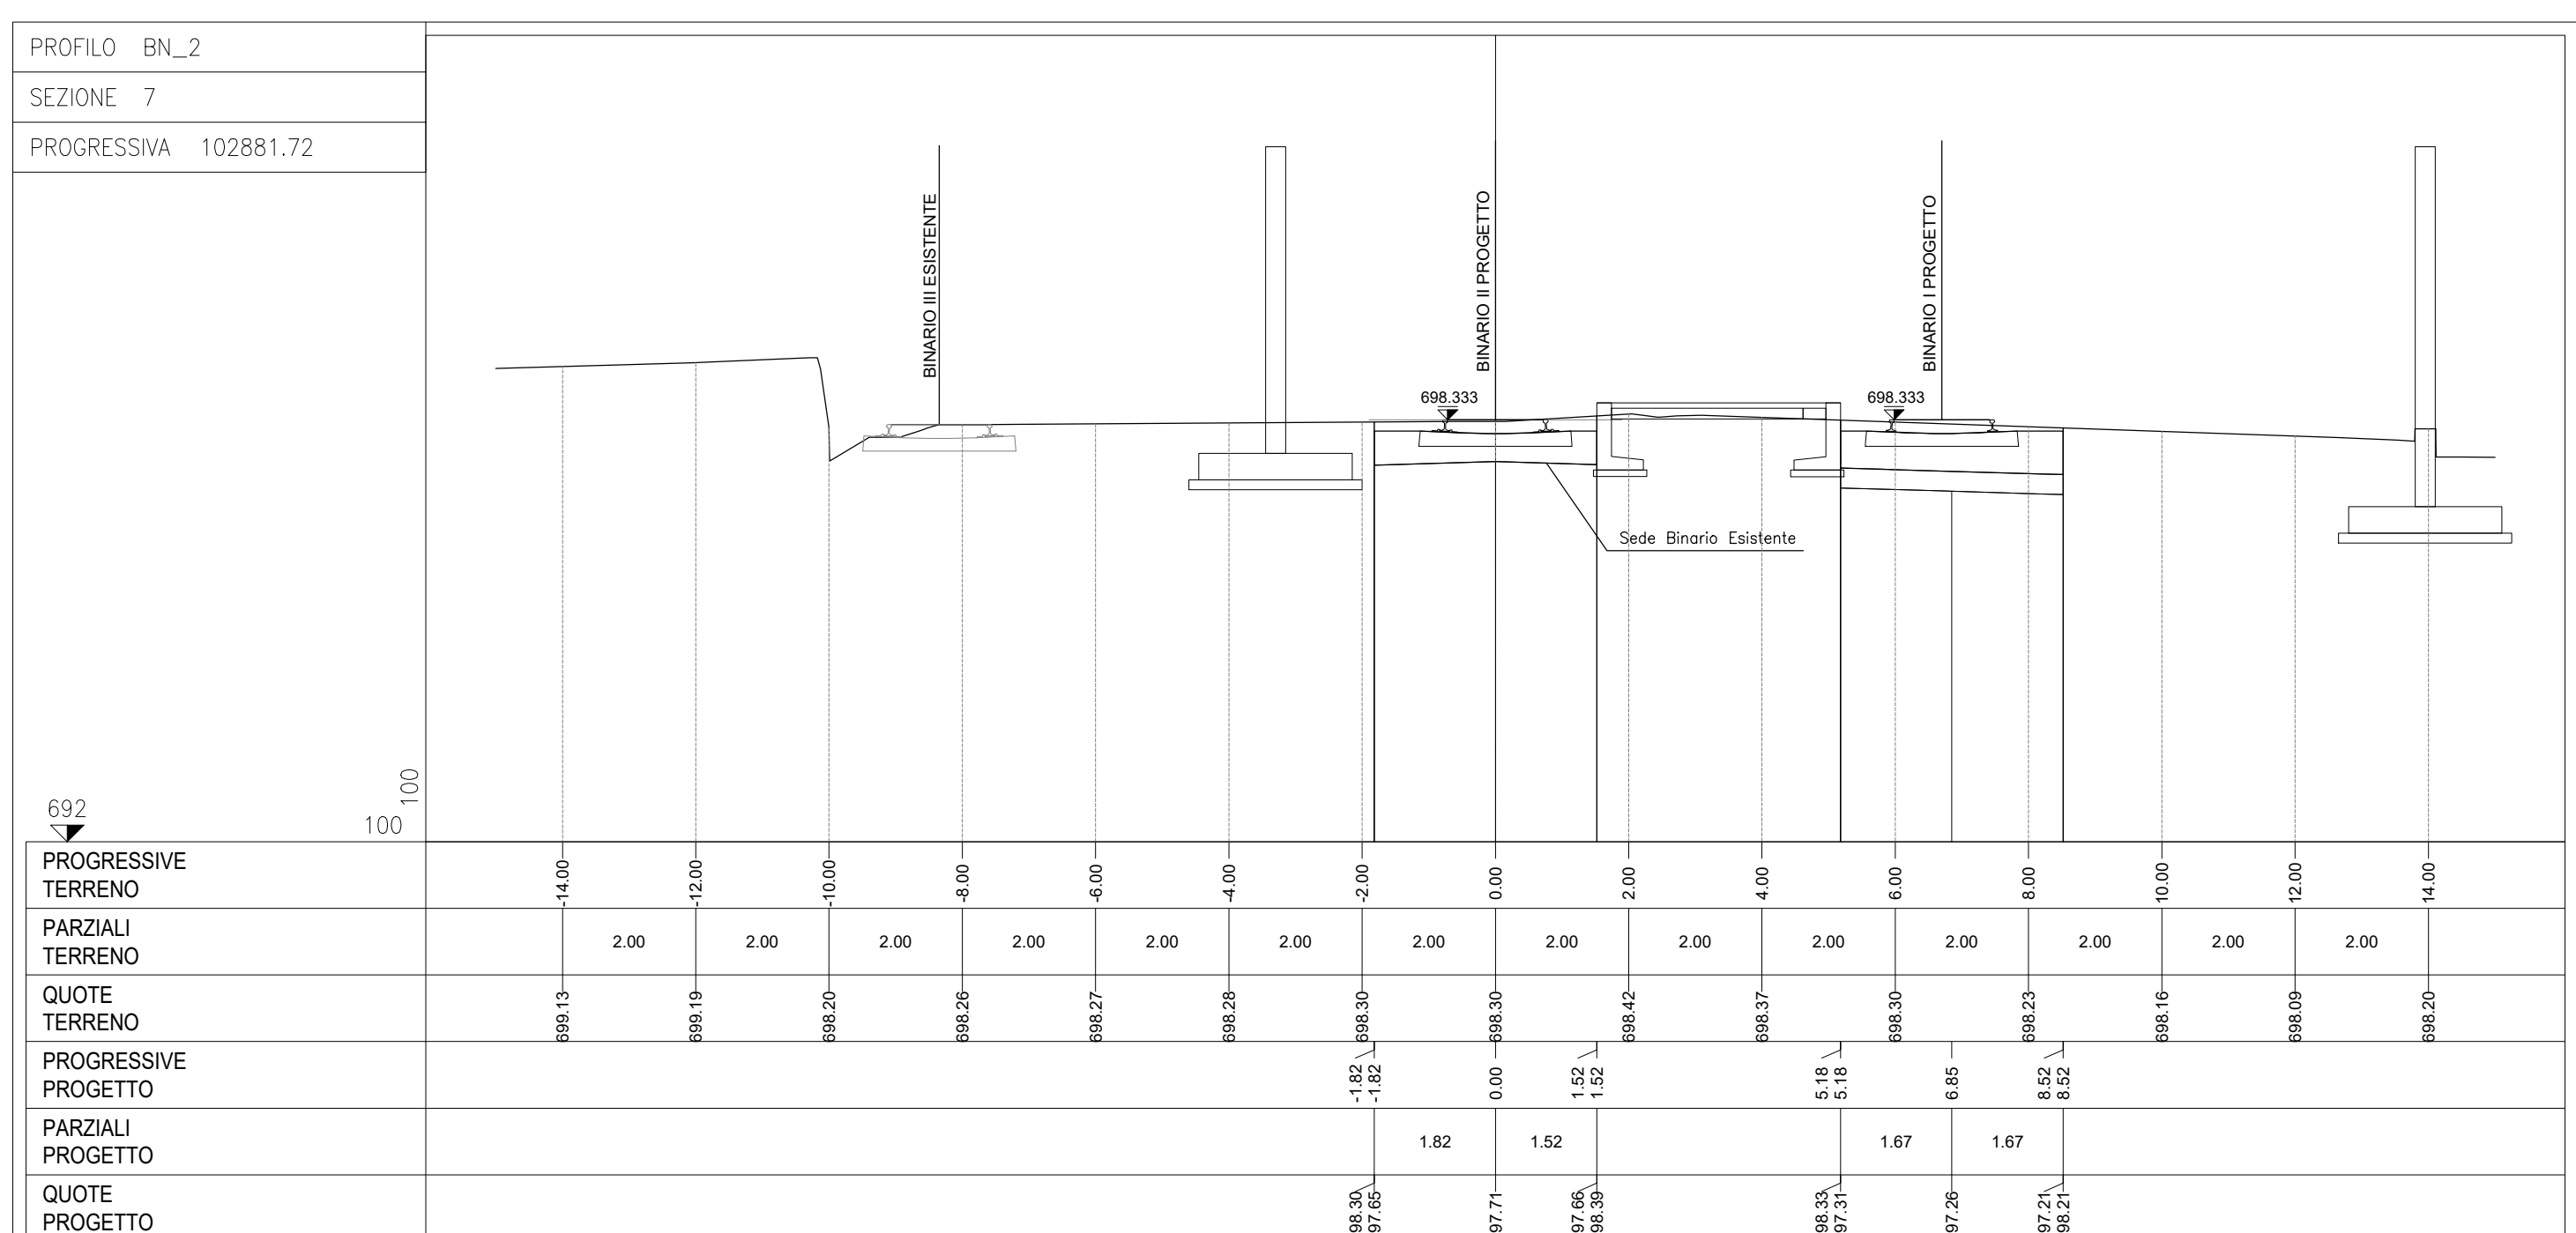 PROFILO BN_2
SEZIONE 7
PROGRESSIVA 102881.72
BINARIO III ESISTENTE
BINARIO II PROGETTO
BINARIO I PROGETTO
698.333
698.333
Sede Binario Esistente
692
100
100
PROGRESSIVE
TERRENO
-14.00 -12.00 -10.00 -8.00 -6.00 -4.00 -2.00 0.00 2.00 4.00 6.00 8.00 10.00 12.00 14.00
PARZIALI
TERRENO
2.00 2.00 2.00 2.00 2.00 2.00 2.00 2.00 2.00 2.00 2.00 2.00 2.00 2.00
QUOTE
TERRENO
699.13 699.19 698.20 698.26 698.27 698.28 698.30 698.30 698.42 698.37 698.30 698.23 698.16 698.09 698.20
PROGRESSIVE
PROGETTO
-1.82 -1.82 0.00 1.52 1.52 5.18 5.18 6.85 8.52 8.52
PARZIALI
PROGETTO
1.82 1.52 1.67 1.67
QUOTE
PROGETTO
98.30 97.65 97.71 97.66 98.39 98.33 97.31 97.26 97.21 98.21